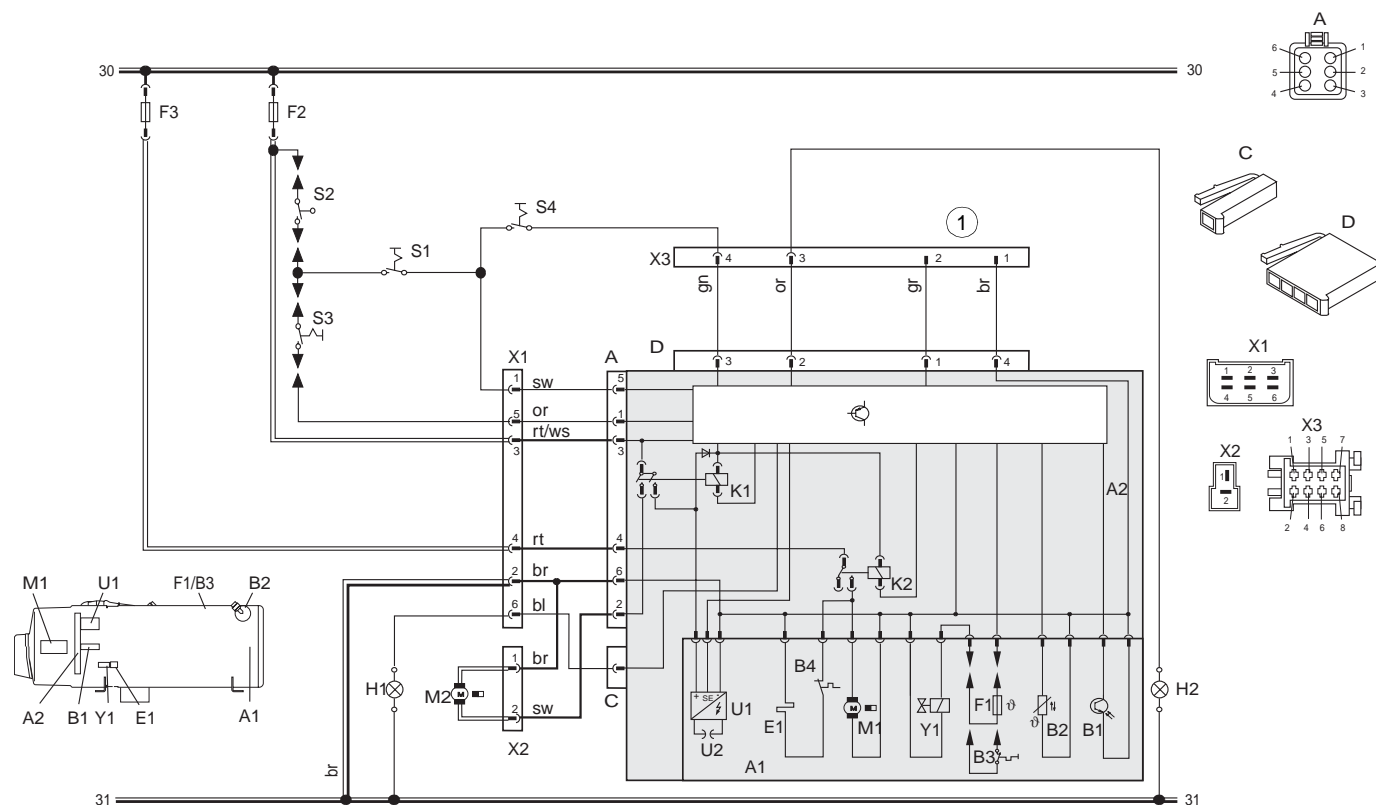 A
6 1
5 2
4 3
30 30
F3 F2
C
S2
S4
D
1
S1
X3 4 3 2 1
gn or gr br
S3
X1
1 2 3
4 5 6
X1 A D 3 2 1 4
1 sw 5
5 or 1
rt/ws
3 3
X3
1 3 5 7
X2
1
2
2 4 6 8
K1
A2
4 rt 4
2 br 6
K2
6 bl 2
M1 U1 F1/B3 B2
A2 B1 Y1 E1 A1
1 br
H1 M2 M C
2 sw
X2
B4
+ SE -
U1
U2
E1
M
M1
Y1
F1 ϑ
B3
ϑ B2
B1
H2
A1
br
31 31